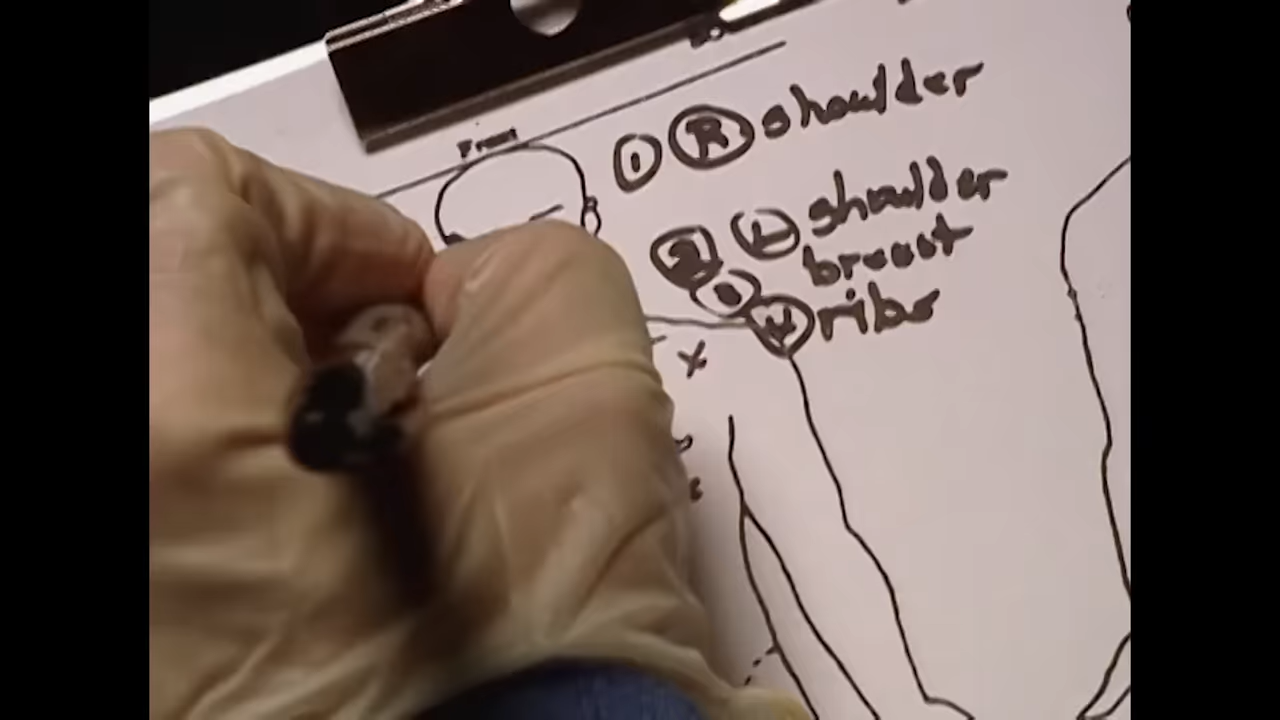 Front
① Ⓡ shoulder
② Ⓛ shoulder
③ breast
④ ribs
x